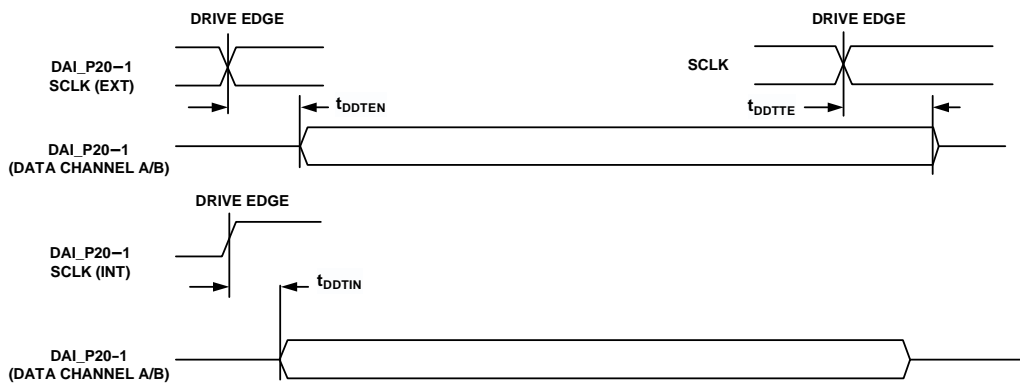 DRIVE EDGE
DRIVE EDGE
DAI_P20–1
SCLK (EXT)
SCLK
tDDTEN
tDDTTE
DAI_P20–1
(DATA CHANNEL A/B)
DRIVE EDGE
DAI_P20–1
SCLK (INT)
tDDTIN
DAI_P20-1
(DATA CHANNEL A/B)